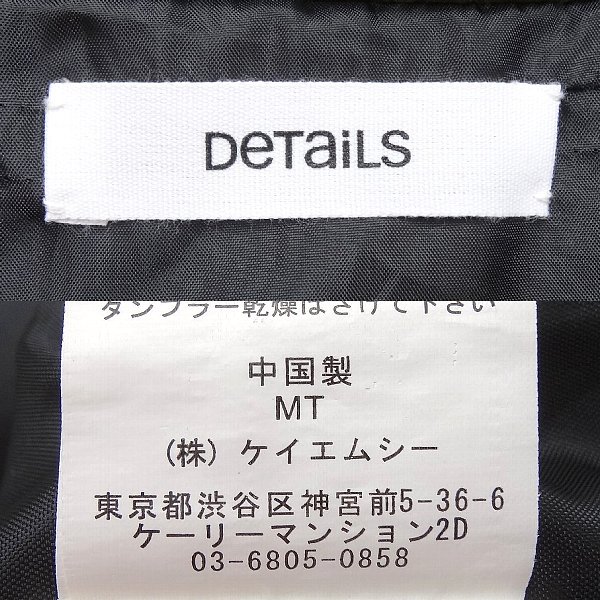 DeTaiLS
タンブラー乾燥はさけて下さい
中国製
MT
(株) ケイエムシー
東京都渋谷区神宮前5-36-6
ケーリーマンション2D
03-6805-0858